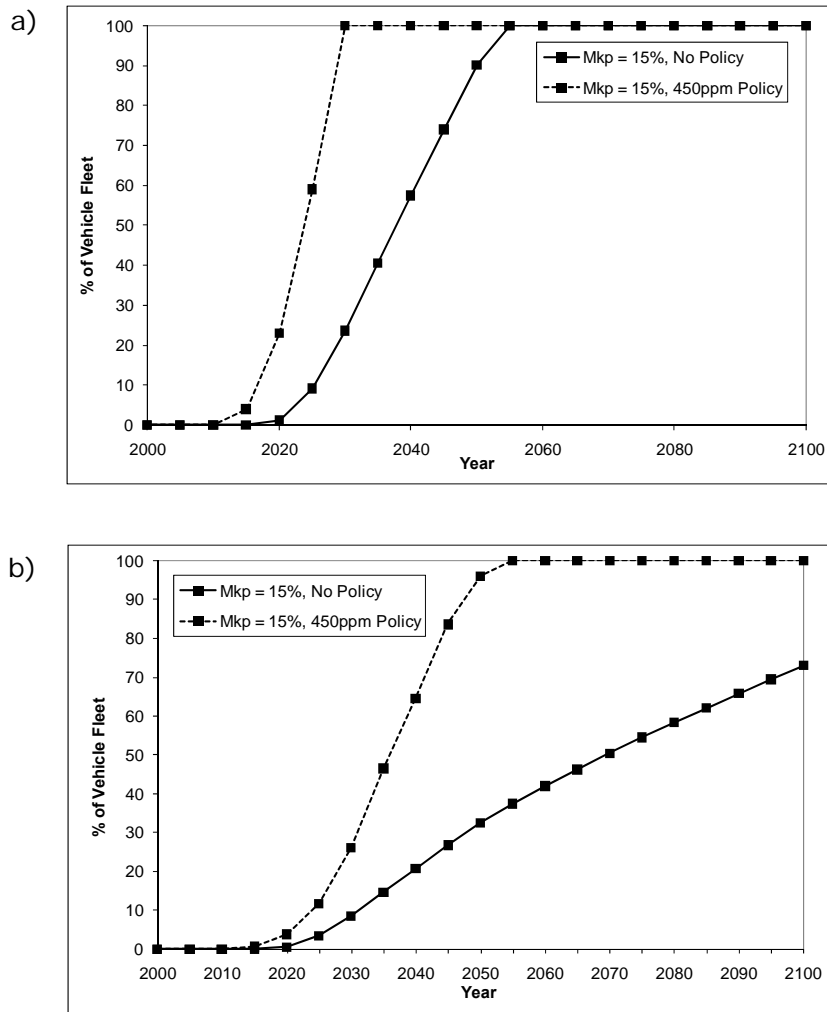 a)
100
90
80
70
60
50
40
30
20
10
0
% of Vehicle Fleet
Mkp = 15%, No Policy
Mkp = 15%, 450ppm Policy
2000 2020 2040 2060 2080 2100
Year
b)
100
90
80
70
60
50
40
30
20
10
0
% of Vehicle Fleet
Mkp = 15%, No Policy
Mkp = 15%, 450ppm Policy
2000 2010 2020 2030 2040 2050 2060 2070 2080 2090 2100
Year